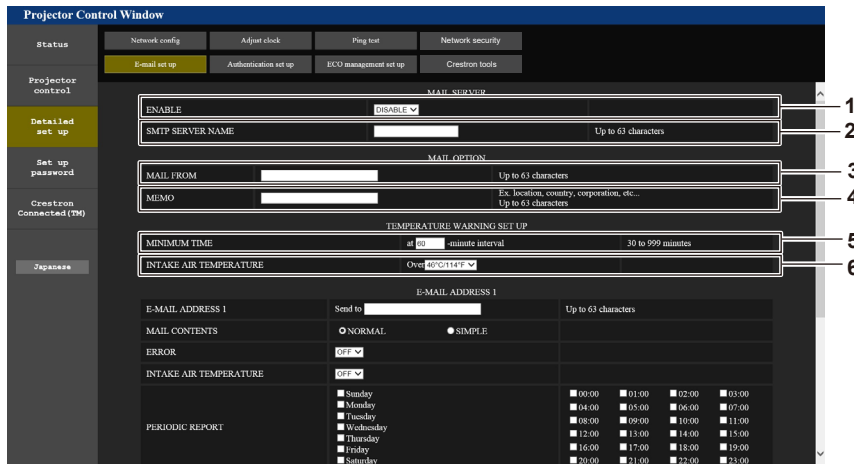 Projector Control Window
Status
Network config Adjust clock Ping test Network security
E-mail set up Authentication set up ECO management set up Crestron tools
Projector
control
Detailed
set up
Set up
password
Crestron
Connected(TM)
Japanese
MAIL SERVER
ENABLE DISABLE 1
SMTP SERVER NAME Up to 63 characters 2
MAIL OPTION
MAIL FROM Up to 63 characters 3
MEMO Ex. location, country, corporation, etc...
Up to 63 characters 4
TEMPERATURE WARNING SET UP
MINIMUM TIME at 60 -minute interval 30 to 999 minutes 5
INTAKE AIR TEMPERATURE Over 46°C/114°F 6
E-MAIL ADDRESS 1
E-MAIL ADDRESS 1 Send to Up to 63 characters
MAIL CONTENTS NORMAL SIMPLE
ERROR OFF
INTAKE AIR TEMPERATURE OFF
PERIODIC REPORT
Sunday
Monday
Tuesday
Wednesday
Thursday
Friday
Saturday
00:00 01:00 02:00 03:00
04:00 05:00 06:00 07:00
08:00 09:00 10:00 11:00
12:00 13:00 14:00 15:00
16:00 17:00 18:00 19:00
20:00 21:00 22:00 23:00